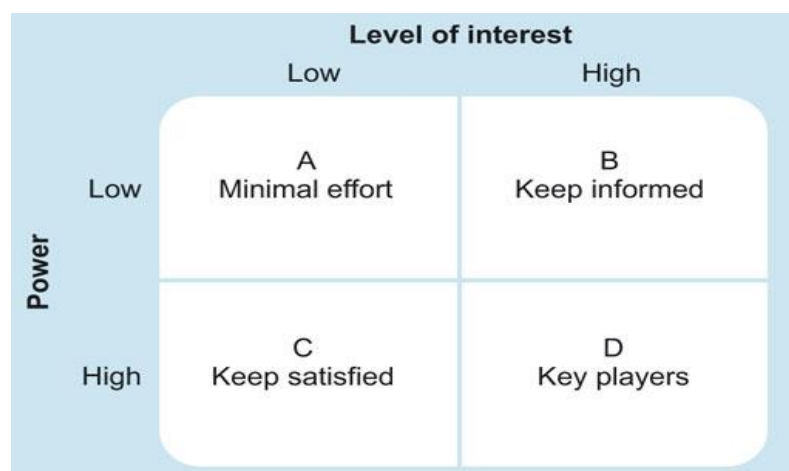 Level of interest
Low High
A
Minimal effort
B
Keep informed
Low
Power
C
Keep satisfied
D
Key players
High